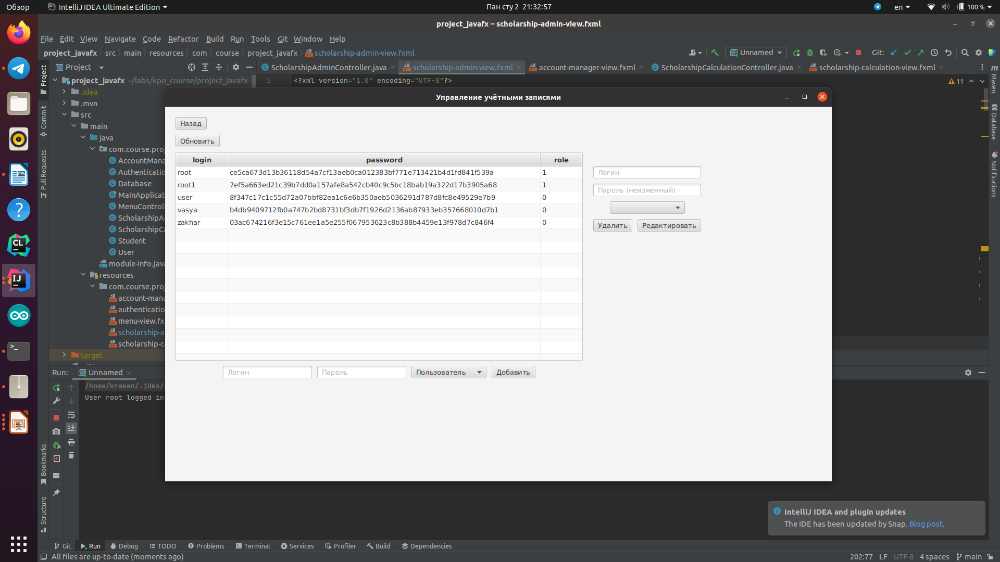 Обзор
IntelliJ IDEA Ultimate Edition
Пан сту 2 21:32:57
en
100 %
project_javafx – scholarship-admin-view.fxml
File Edit View Navigate Code Refactor Build Run Tools Git Window Help
project_javafx src main resources com course project_javafx scholarship-admin-view.fxml
Unnamed
Git:
Project
ScholarshipAdminController.java
scholarship-admin-view.fxml
account-manager-view.fxml
ScholarshipCalculationController.java
scholarship-calculation-view.fxml
project_javafx ~/labs/kpo_course/project_javafx
1
<?xml version="1.0" encoding="UTF-8"?>
11
.idea
.mvn
src
main
java
com.course.proj
AccountMana
Authenticatio
Database
MainApplicat
MenuControll
ScholarshipAd
ScholarshipCa
Student
User
module-info.java
resources
com.course.proj
account-mana
authenticatio
menu-view.fx
scholarship-a
scholarship-ca
target
Project
Commit
Pull Requests
Bookmarks
Structure
Maven
Database
Notifications
Управление учётными записями
Назад
Обновить
login password role
root ce5ca673d13b36118d54a7cf13aeb0ca012383bf771e713421b4d1fd841f539a 1
root1 7ef5a663ed21c39b7dd0a157afe8a542cb40c9c5bc18bab19a322d17b3905a68 1
user 8f347c17c1c55d72a07bbf82ea1c6e6b350aeb5036291d787d8fc8e49529e7b9 0
vasya b4db9409712fb0a747b2bd8731bf3db7f1926d2136ab87933eb357668010d7b1 0
zakhar 03ac674216f3e15c761ee1a5e255f067953623c8b388b4459e13f978d7c846f4 0
Логин
Пароль (неизменный)
Удалить Редактировать
Логин Пароль Пользователь Добавить
Run: Unnamed
/home/kraken/.jdks/
User root logged in
IntelliJ IDEA and plugin updates
The IDE has been updated by Snap. Blog post.
Git Run Debug TODO Problems Terminal Services Profiler Build Dependencies
All files are up-to-date (moments ago)
202:77 LF UTF-8 4 spaces main